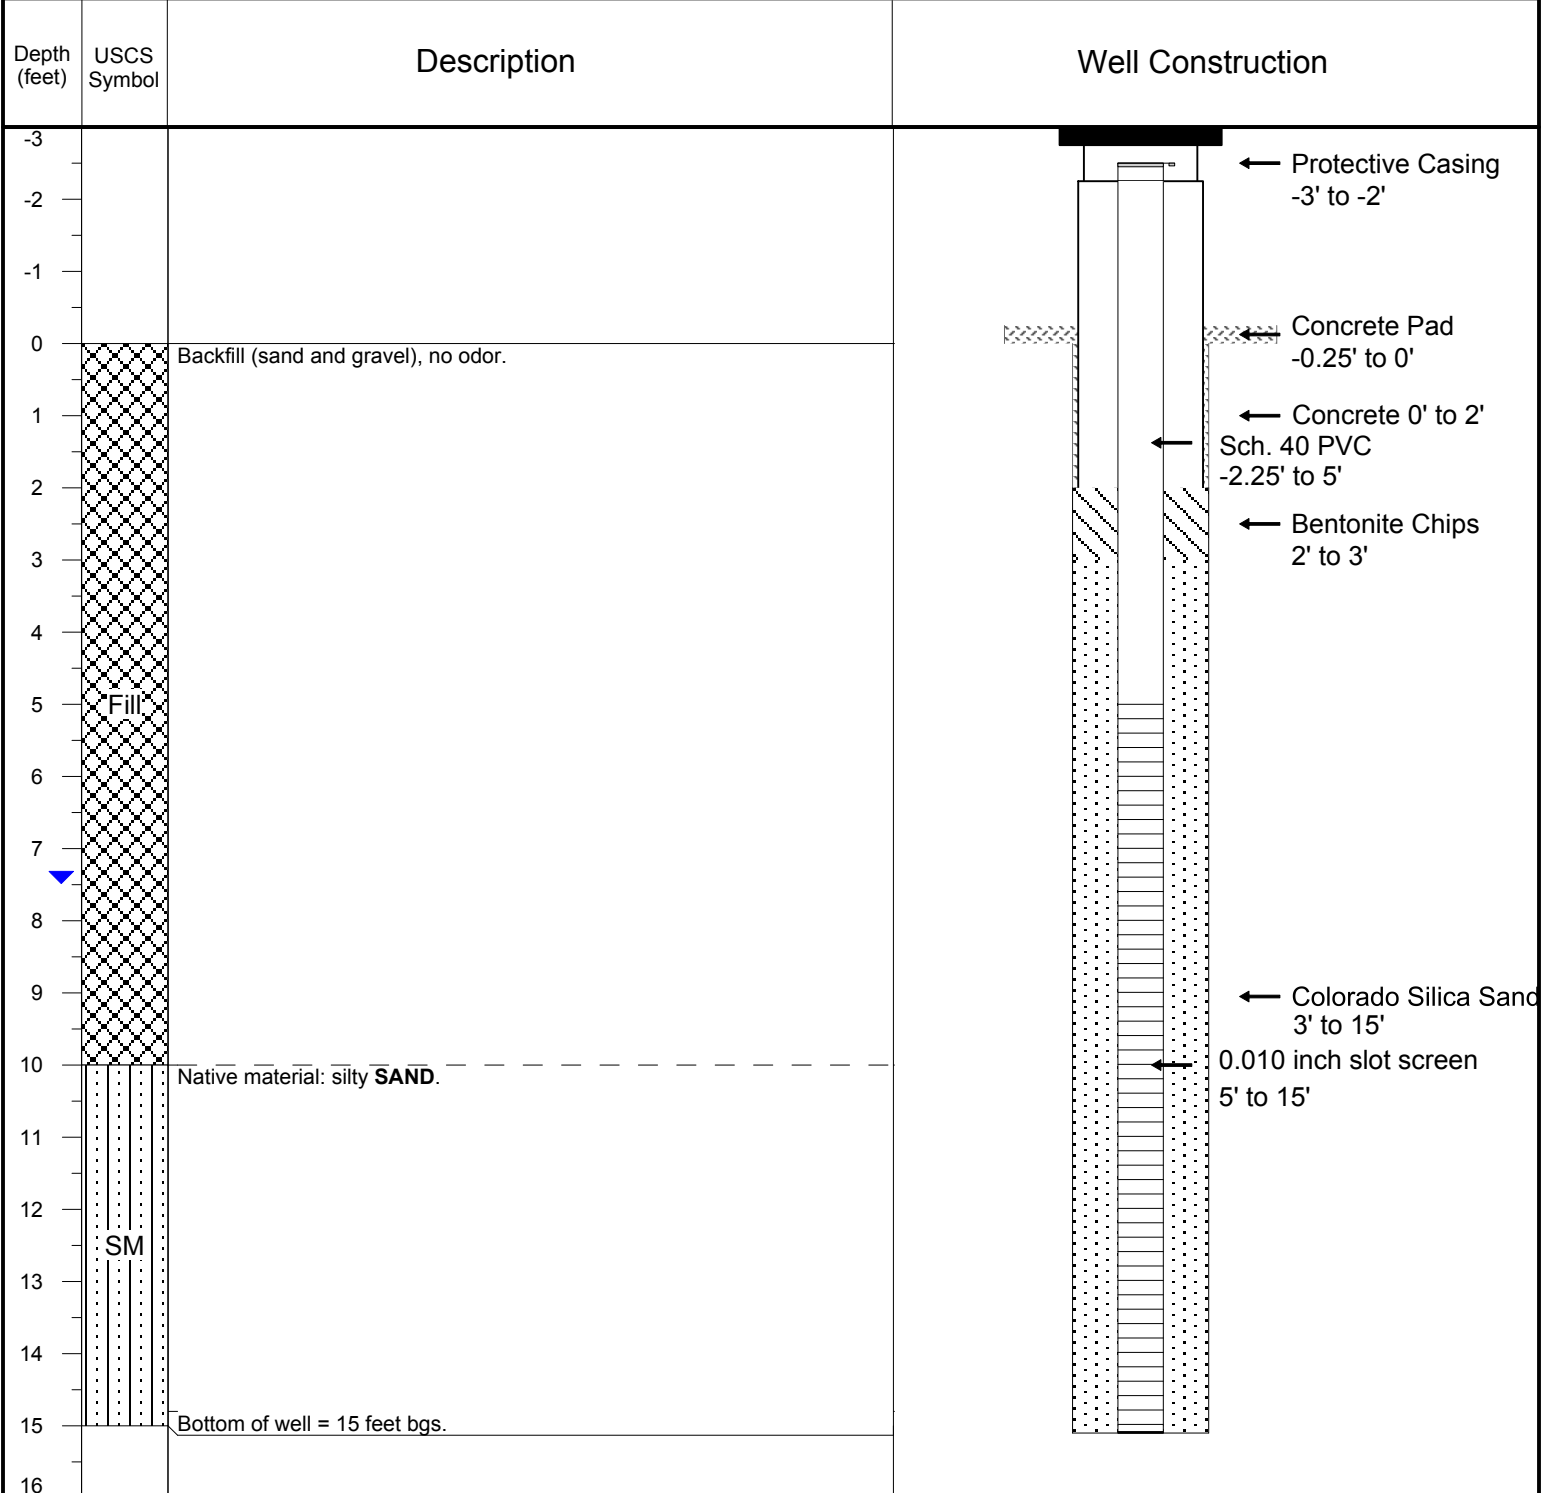 Depth
(feet)
USCS
Symbol
Description
Well Construction
-3
-2
-1
0
1
2
3
4
5
6
7
8
9
10
11
12
13
14
15
16
Fill
SM
Backfill (sand and gravel), no odor.
Native material: silty SAND.
Bottom of well = 15 feet bgs.
Protective Casing
-3' to -2'
Concrete Pad
-0.25' to 0'
Concrete 0' to 2'
Sch. 40 PVC
-2.25' to 5'
Bentonite Chips
2' to 3'
Colorado Silica Sand
3' to 15'
0.010 inch slot screen
5' to 15'